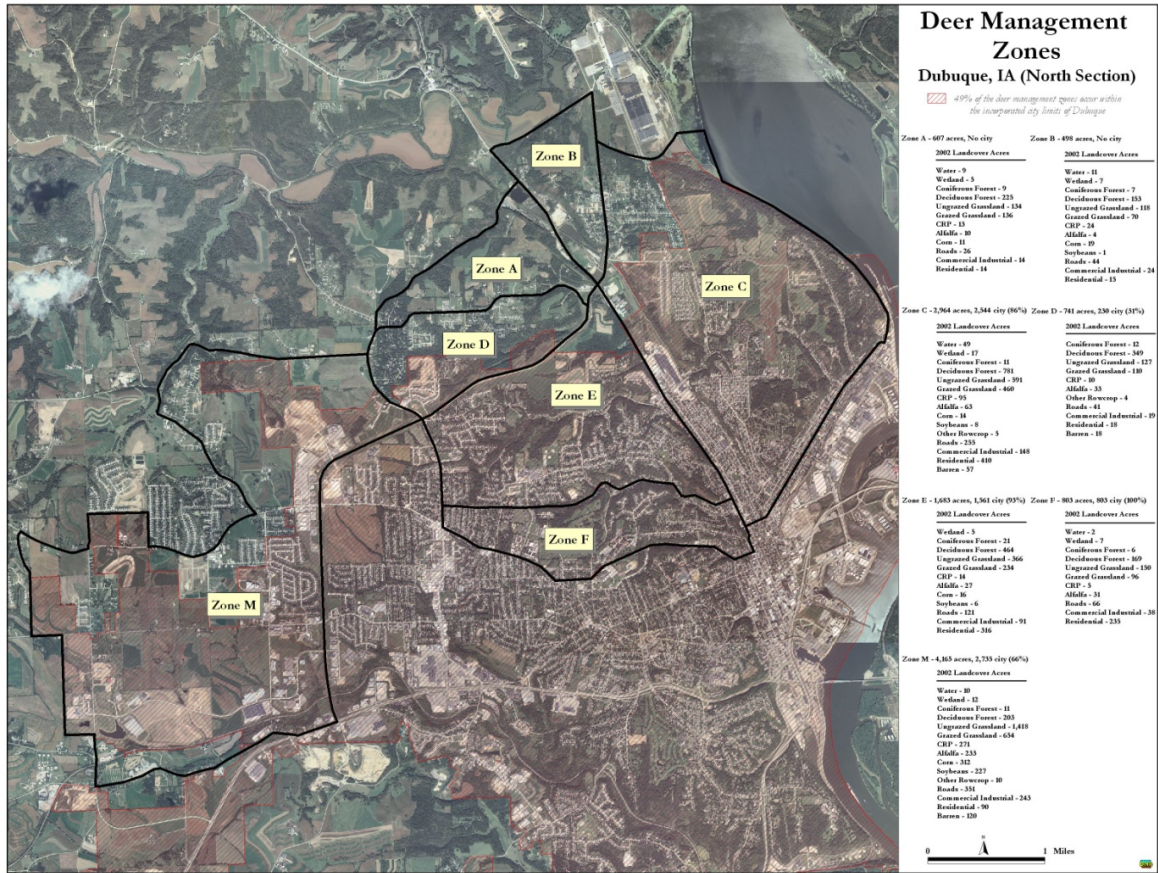 Deer Management
Zones
Dubuque, IA (North Section)
49% of the deer management zones occur within
the incorporated city limits of Dubuque
Zone A - 607 acres, No city
2002 Landcover Acres
Water - 9
Wetland - 5
Coniferous Forest - 9
Deciduous Forest - 225
Ungrazed Grassland - 134
Grazed Grassland - 136
CRP - 13
Alfalfa - 10
Corn - 11
Roads - 26
Commercial Industrial - 14
Residential - 14
Zone B - 498 acres, No city
2002 Landcover Acres
Water - 11
Wetland - 7
Coniferous Forest - 7
Deciduous Forest - 153
Ungrazed Grassland - 118
Grazed Grassland - 70
CRP - 24
Alfalfa - 4
Corn - 19
Soybeans - 1
Roads - 44
Commercial Industrial - 24
Residential - 15
Zone C - 2,964 acres, 2,544 city (86%)
2002 Landcover Acres
Water - 49
Wetland - 17
Coniferous Forest - 11
Deciduous Forest - 781
Ungrazed Grassland - 591
Grazed Grassland - 460
CRP - 95
Alfalfa - 63
Corn - 14
Soybeans - 8
Other Rowcrop - 5
Roads - 255
Commercial Industrial - 148
Residential - 410
Barren - 57
Zone D - 741 acres, 230 city (31%)
2002 Landcover Acres
Coniferous Forest - 12
Deciduous Forest - 349
Ungrazed Grassland - 127
Grazed Grassland - 110
CRP - 10
Alfalfa - 33
Other Rowcrop - 4
Roads - 41
Commercial Industrial - 19
Residential - 18
Barren - 18
Zone E - 1,683 acres, 1,561 city (93%)
2002 Landcover Acres
Wetland - 5
Coniferous Forest - 21
Deciduous Forest - 464
Ungrazed Grassland - 366
Grazed Grassland - 234
CRP - 14
Alfalfa - 27
Corn - 16
Soybeans - 6
Roads - 121
Commercial Industrial - 91
Residential - 316
Zone F - 803 acres, 803 city (100%)
2002 Landcover Acres
Water - 2
Wetland - 7
Coniferous Forest - 6
Deciduous Forest - 169
Ungrazed Grassland - 150
Grazed Grassland - 96
CRP - 5
Alfalfa - 31
Roads - 66
Commercial Industrial - 38
Residential - 235
Zone M - 4,165 acres, 2,735 city (66%)
2002 Landcover Acres
Water - 10
Wetland - 12
Coniferous Forest - 11
Deciduous Forest - 203
Ungrazed Grassland - 1,418
Grazed Grassland - 654
CRP - 271
Alfalfa - 233
Corn - 312
Soybeans - 227
Other Rowcrop - 10
Roads - 351
Commercial Industrial - 243
Residential - 90
Barren - 120
N
0 1 Miles
Zone B
Zone A
Zone C
Zone D
Zone E
Zone F
Zone M